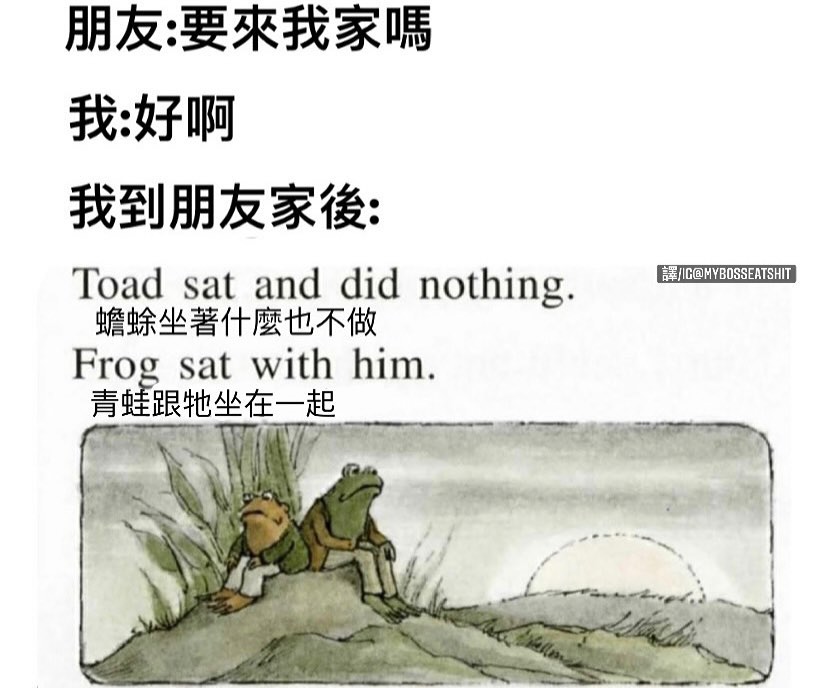 朋友:要來我家嗎
我:好啊
我到朋友家後:
譯/IG@MYBOSSEATSHIT
Toad sat and did nothing.
蟾蜍坐著什麼也不做
Frog sat with him.
青蛙跟牠坐在一起